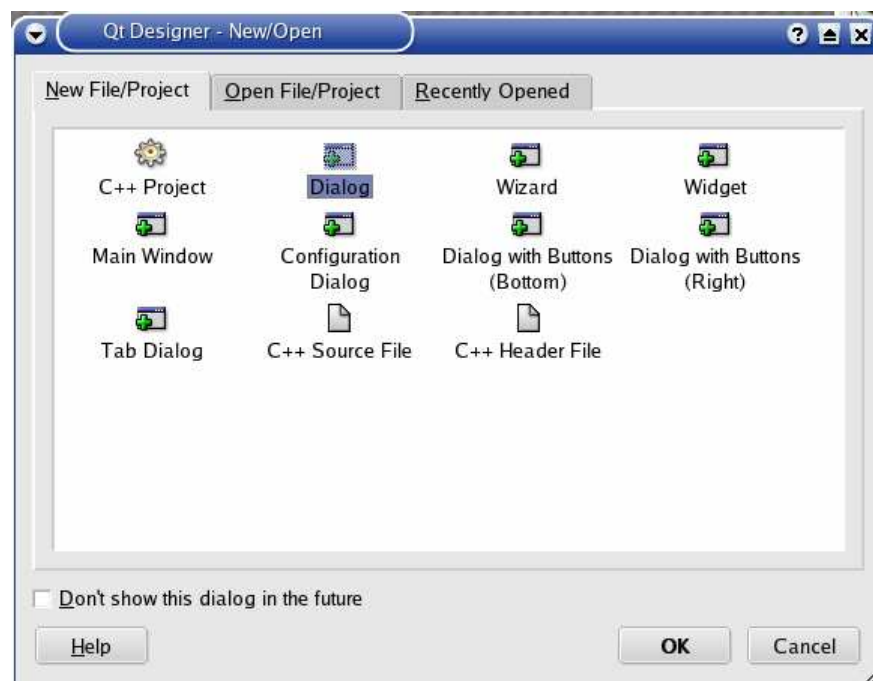 Qt Designer - New/Open
New File/Project
Open File/Project
Recently Opened
C++ Project
Dialog
Wizard
Widget
Main Window
Configuration
Dialog
Dialog with Buttons
(Bottom)
Dialog with Buttons
(Right)
Tab Dialog
C++ Source File
C++ Header File
Don't show this dialog in the future
Help
OK
Cancel